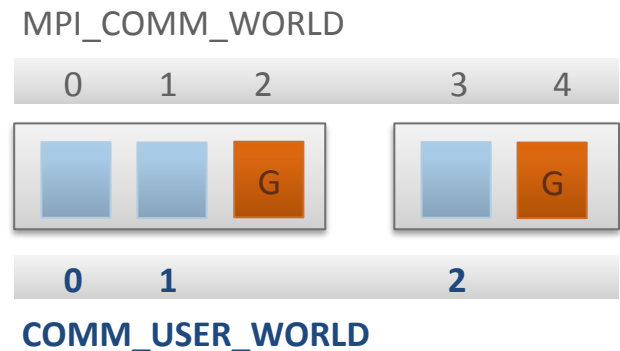 MPI_COMM_WORLD
0 1 2 3 4
G G
0 1 2
COMM_USER_WORLD